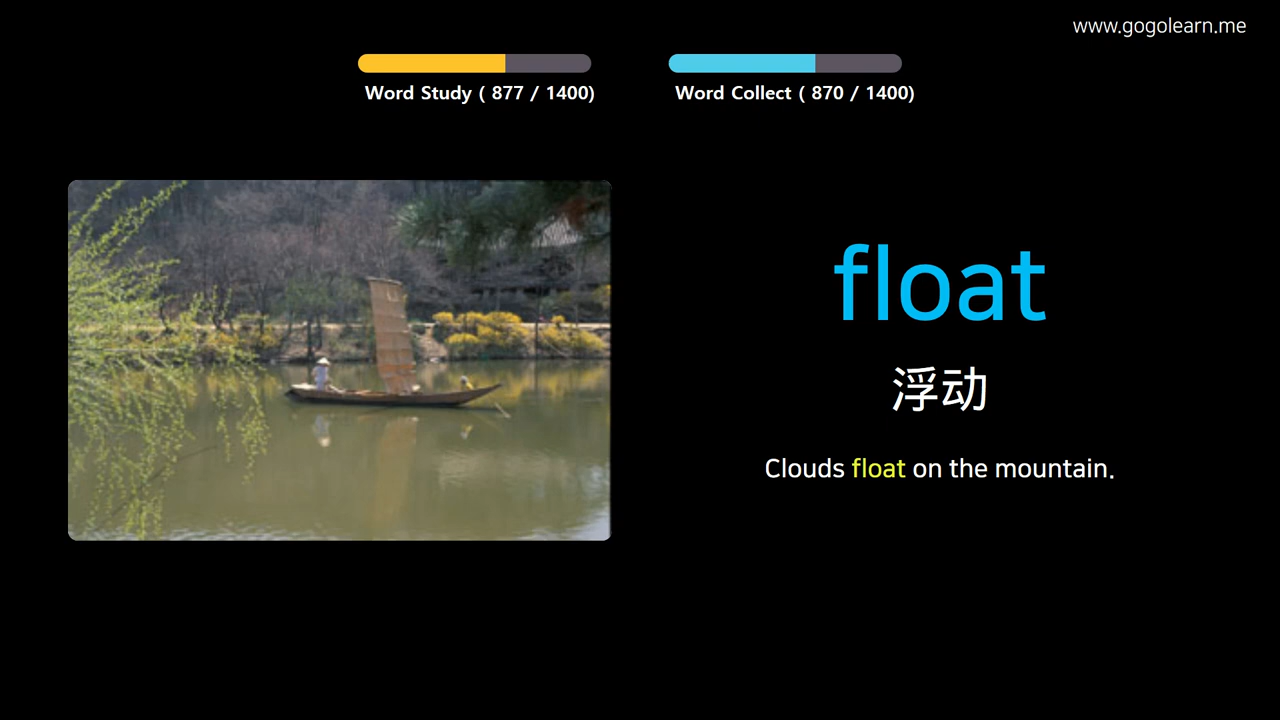 www.gogolearn.me
Word Study ( 877 / 1400)
Word Collect ( 870 / 1400)
float
浮动
Clouds float on the mountain.